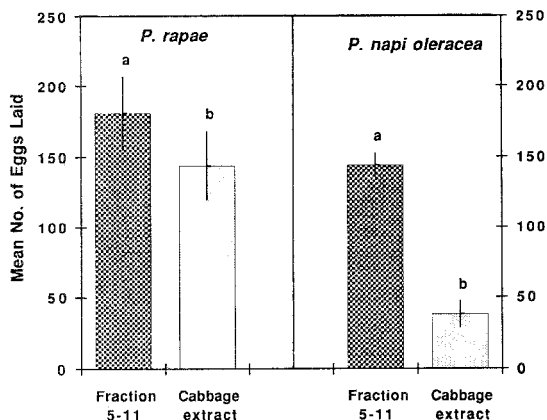 250
200
150
100
50
0
Mean No. of Eggs Laid
P. rapae
a
b
P. napi oleracea
a
b
250
200
150
100
50
0
Fraction
5-11
Cabbage
extract
Fraction
5-11
Cabbage
extract